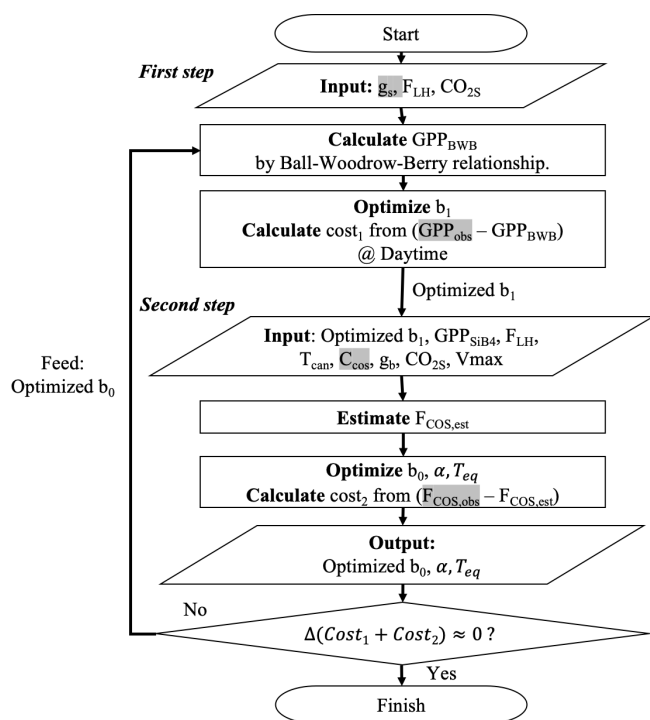 Start
First step
Input: gs, FLH, CO2S
Calculate GPPBWB
by Ball-Woodrow-Berry relationship.
Optimize b1
Calculate cost1 from (GPPobs – GPPBWB)
@ Daytime
Optimized b1
Second step
Input: Optimized b1, GPPSiB4, FLH,
Tcan, Ccos, gb, CO2S, Vmax
Feed:
Optimized b0
Estimate FCOS,est
Optimize b0, α, Teq
Calculate cost2 from (FCOS,obs – FCOS,est)
Output:
Optimized b0, α, Teq
No
Δ(Cost1 + Cost2) ≈ 0 ?
Yes
Finish